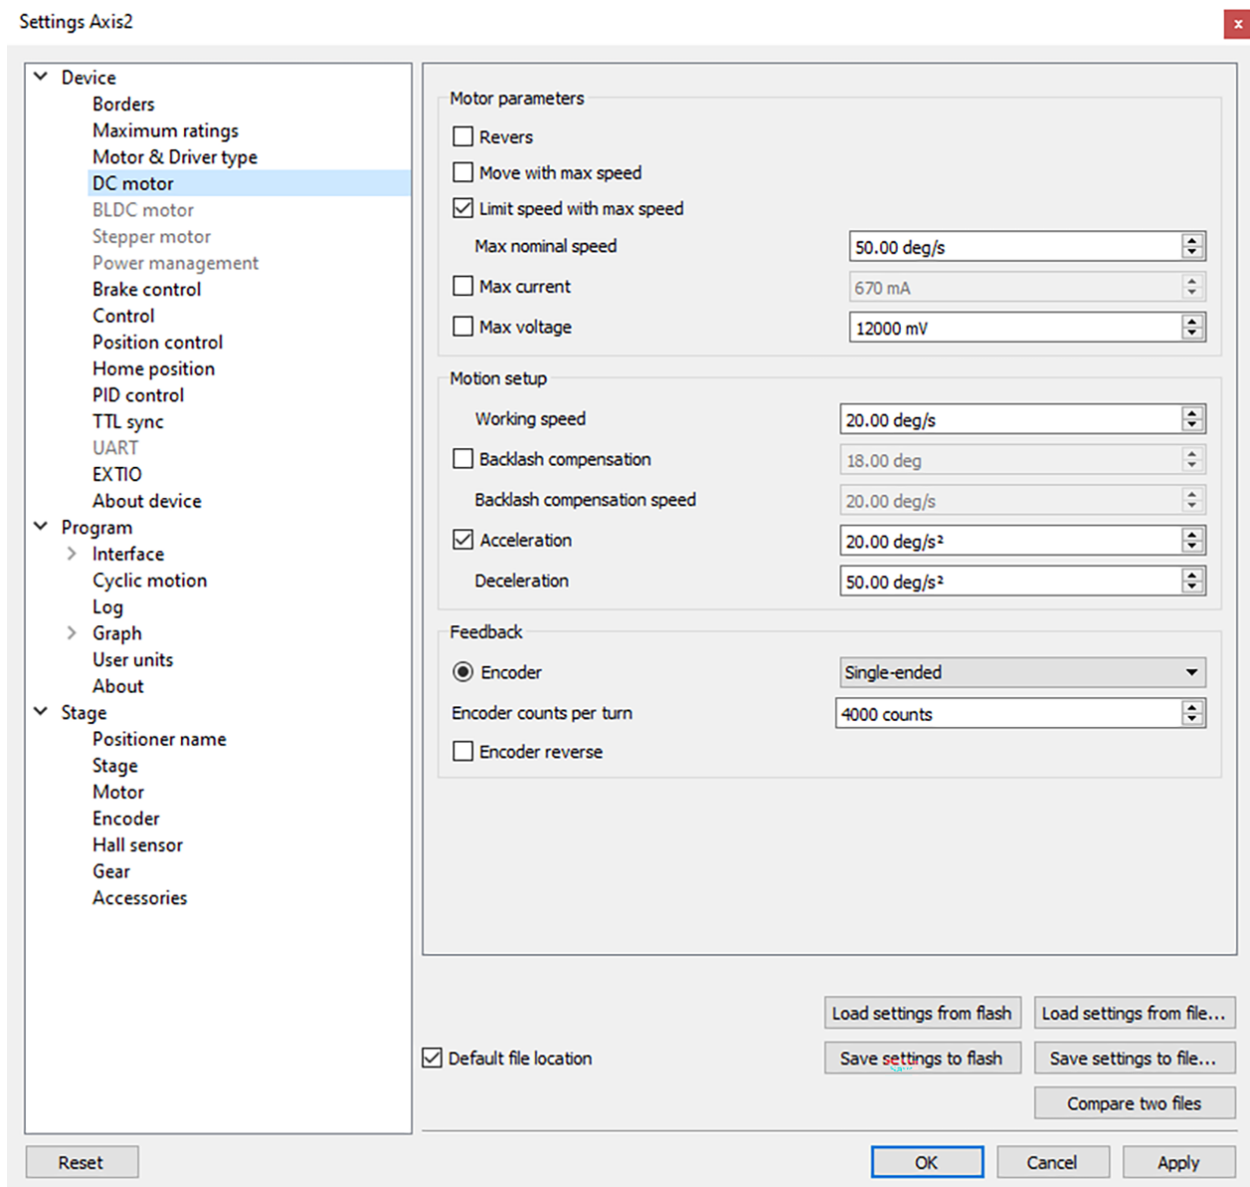 Settings Axis2
x
Device
Borders
Maximum ratings
Motor & Driver type
DC motor
BLDC motor
Stepper motor
Power management
Brake control
Control
Position control
Home position
PID control
TTL sync
UART
EXTIO
About device
Program
Interface
Cyclic motion
Log
Graph
User units
About
Stage
Positioner name
Stage
Motor
Encoder
Hall sensor
Gear
Accessories
Motor parameters
Revers
Move with max speed
Limit speed with max speed
Max nominal speed 50.00 deg/s
Max current 670 mA
Max voltage 12000 mV
Motion setup
Working speed 20.00 deg/s
Backlash compensation 18.00 deg
Backlash compensation speed 20.00 deg/s
Acceleration 20.00 deg/s²
Deceleration 50.00 deg/s²
Feedback
Encoder Single-ended
Encoder counts per turn 4000 counts
Encoder reverse
Load settings from flash Load settings from file...
Default file location Save settings to flash Save settings to file...
Compare two files
Reset OK Cancel Apply